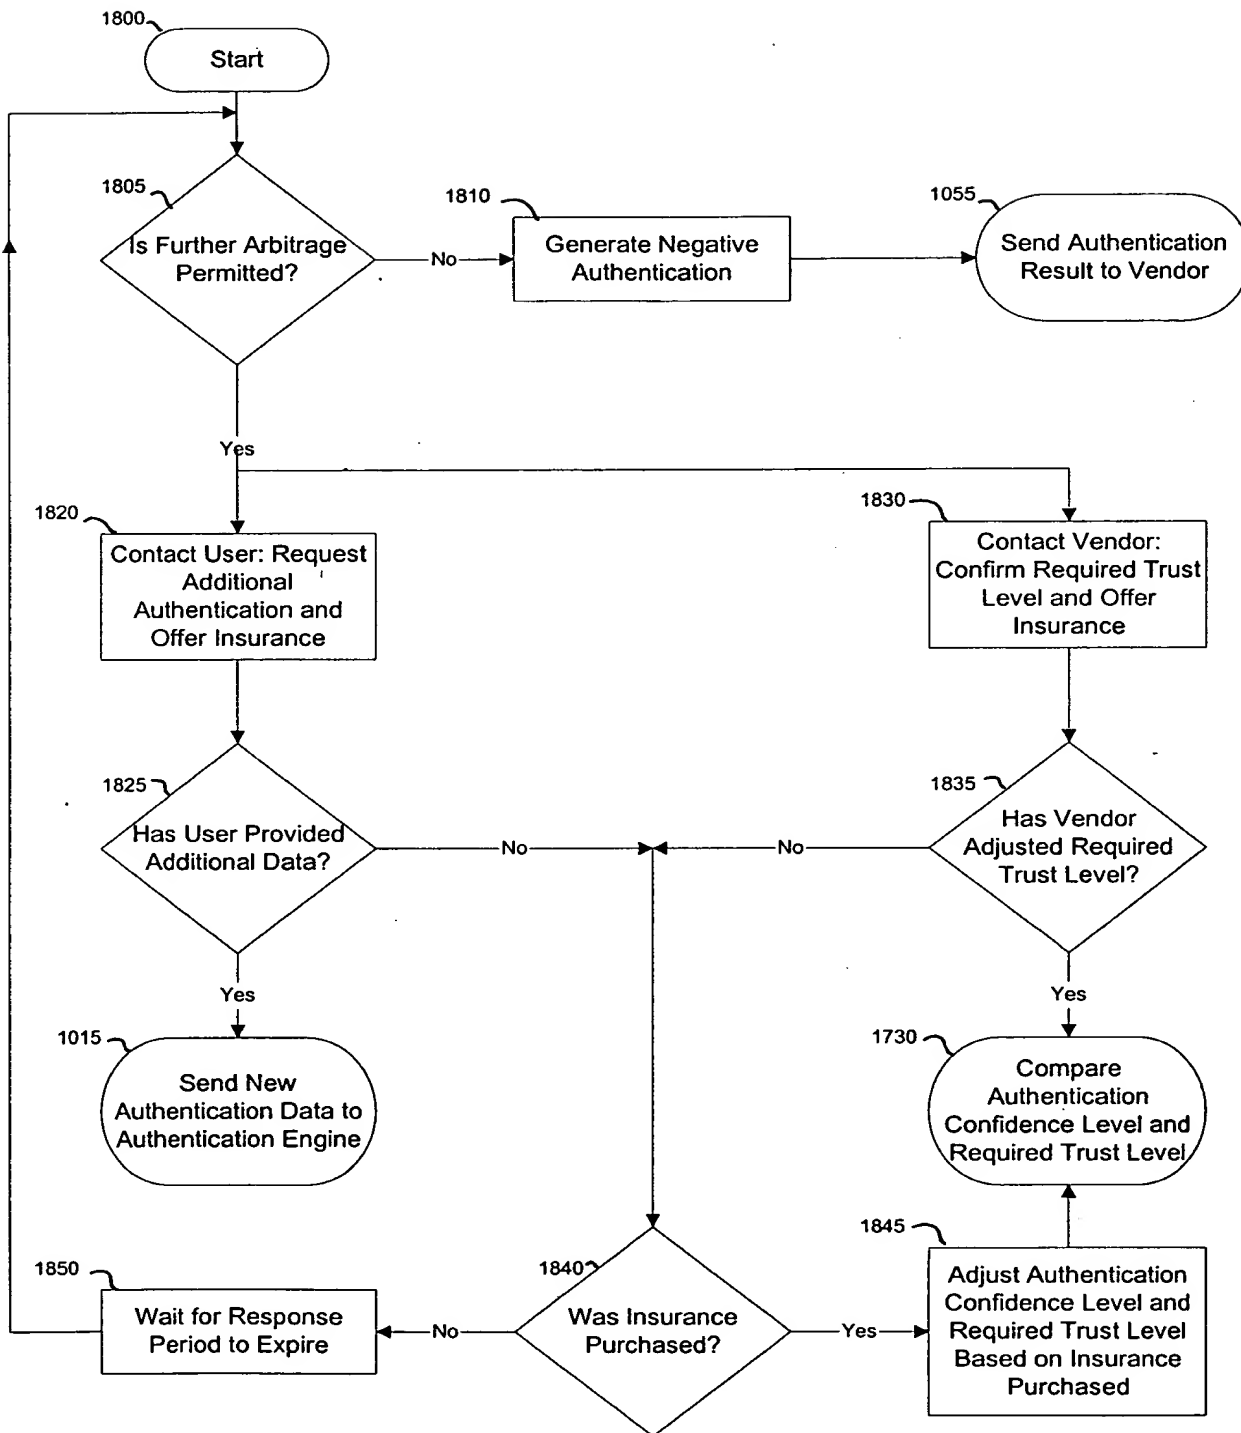 1800
Start
1805
Is Further Arbitrage
Permitted?
No
1810
Generate Negative
Authentication
1055
Send Authentication
Result to Vendor
Yes
1820
Contact User: Request
Additional
Authentication and
Offer Insurance
1830
Contact Vendor:
Confirm Required Trust
Level and Offer
Insurance
1825
Has User Provided
Additional Data?
No
No
1835
Has Vendor
Adjusted Required
Trust Level?
Yes
Yes
1015
Send New
Authentication Data to
Authentication Engine
1730
Compare
Authentication
Confidence Level and
Required Trust Level
1850
Wait for Response
Period to Expire
No
1840
Was Insurance
Purchased?
Yes
1845
Adjust Authentication
Confidence Level and
Required Trust Level
Based on Insurance
Purchased